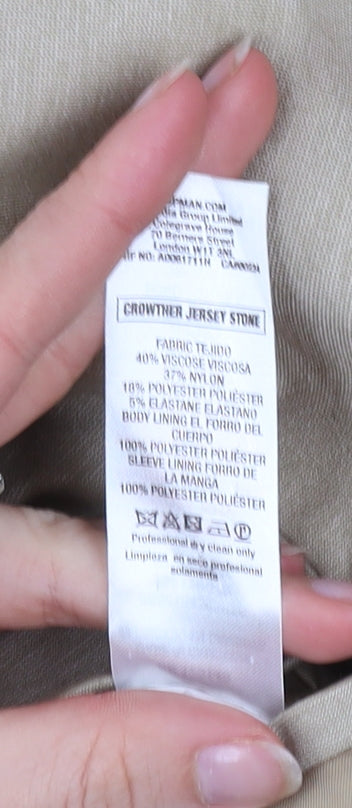 PMAN.COM
Group Limited
Colegrave House
70 Berners Street
London W1T 3NL
CROWTHER JERSEY STONE
FABRIC TEJIDO
40% VISCOSE VISCOSA
37% NYLON
18% POLYESTER POLIÉSTER
5% ELASTANE ELASTANO
BODY LINING EL FORRO DEL
CUERPO
100% POLYESTER POLIÉSTER
SLEEVE LINING FORRO DE
LA MANGA
100% POLYESTER POLIÉSTER
P
Professional dry clean only
Limpieza en seco profesional
solamente